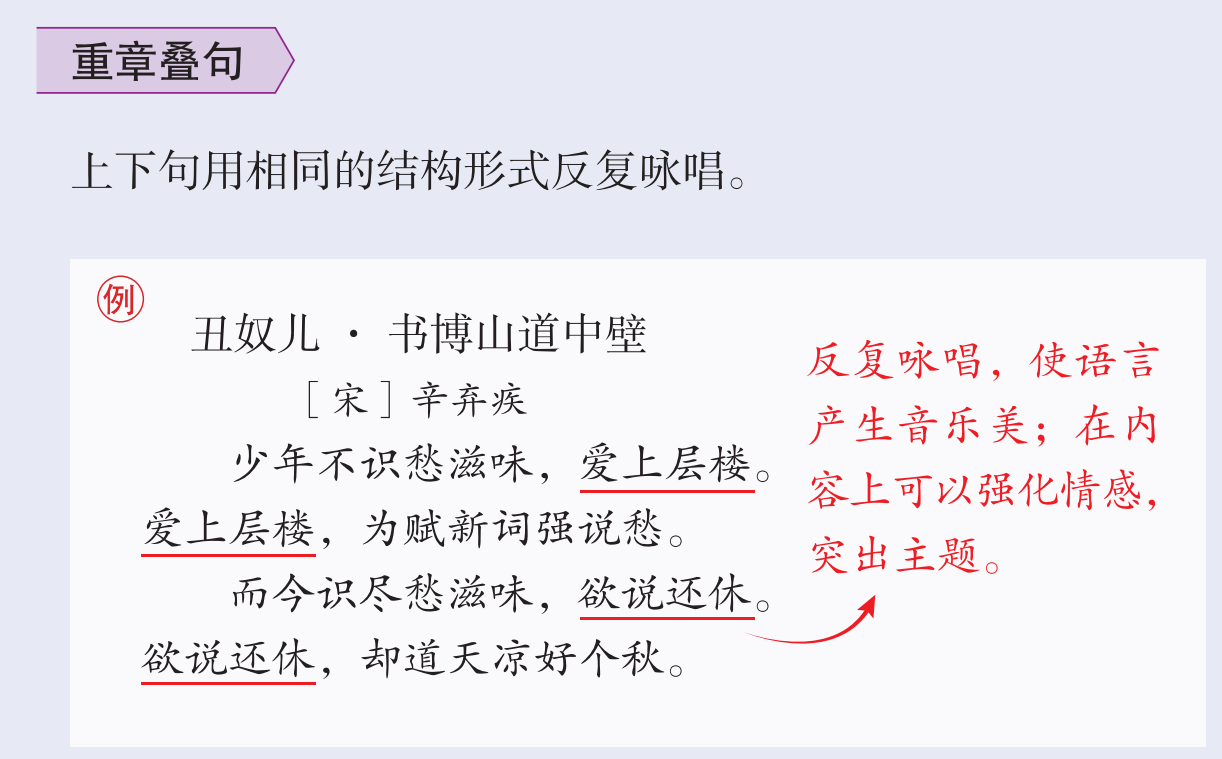 重章叠句
上下句用相同的结构形式反复咏唱。
例
丑奴儿 · 书博山道中壁
［宋］辛弃疾
少年不识愁滋味，爱上层楼。
爱上层楼，为赋新词强说愁。
而今识尽愁滋味，欲说还休。
欲说还休，却道天凉好个秋。
反复咏唱，使语言
产生音乐美；在内
容上可以强化情感，
突出主题。